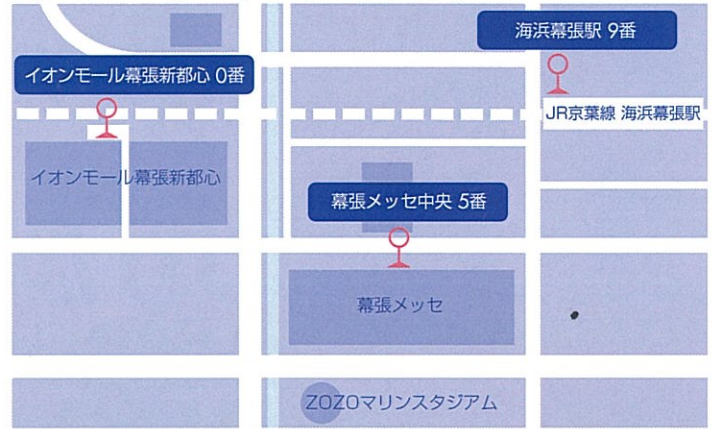 海浜幕張駅 9番
イオンモール幕張新都心 0番
JR京葉線 海浜幕張駅
イオンモール幕張新都心
幕張メッセ中央 5番
幕張メッセ
ZOZOマリンスタジアム